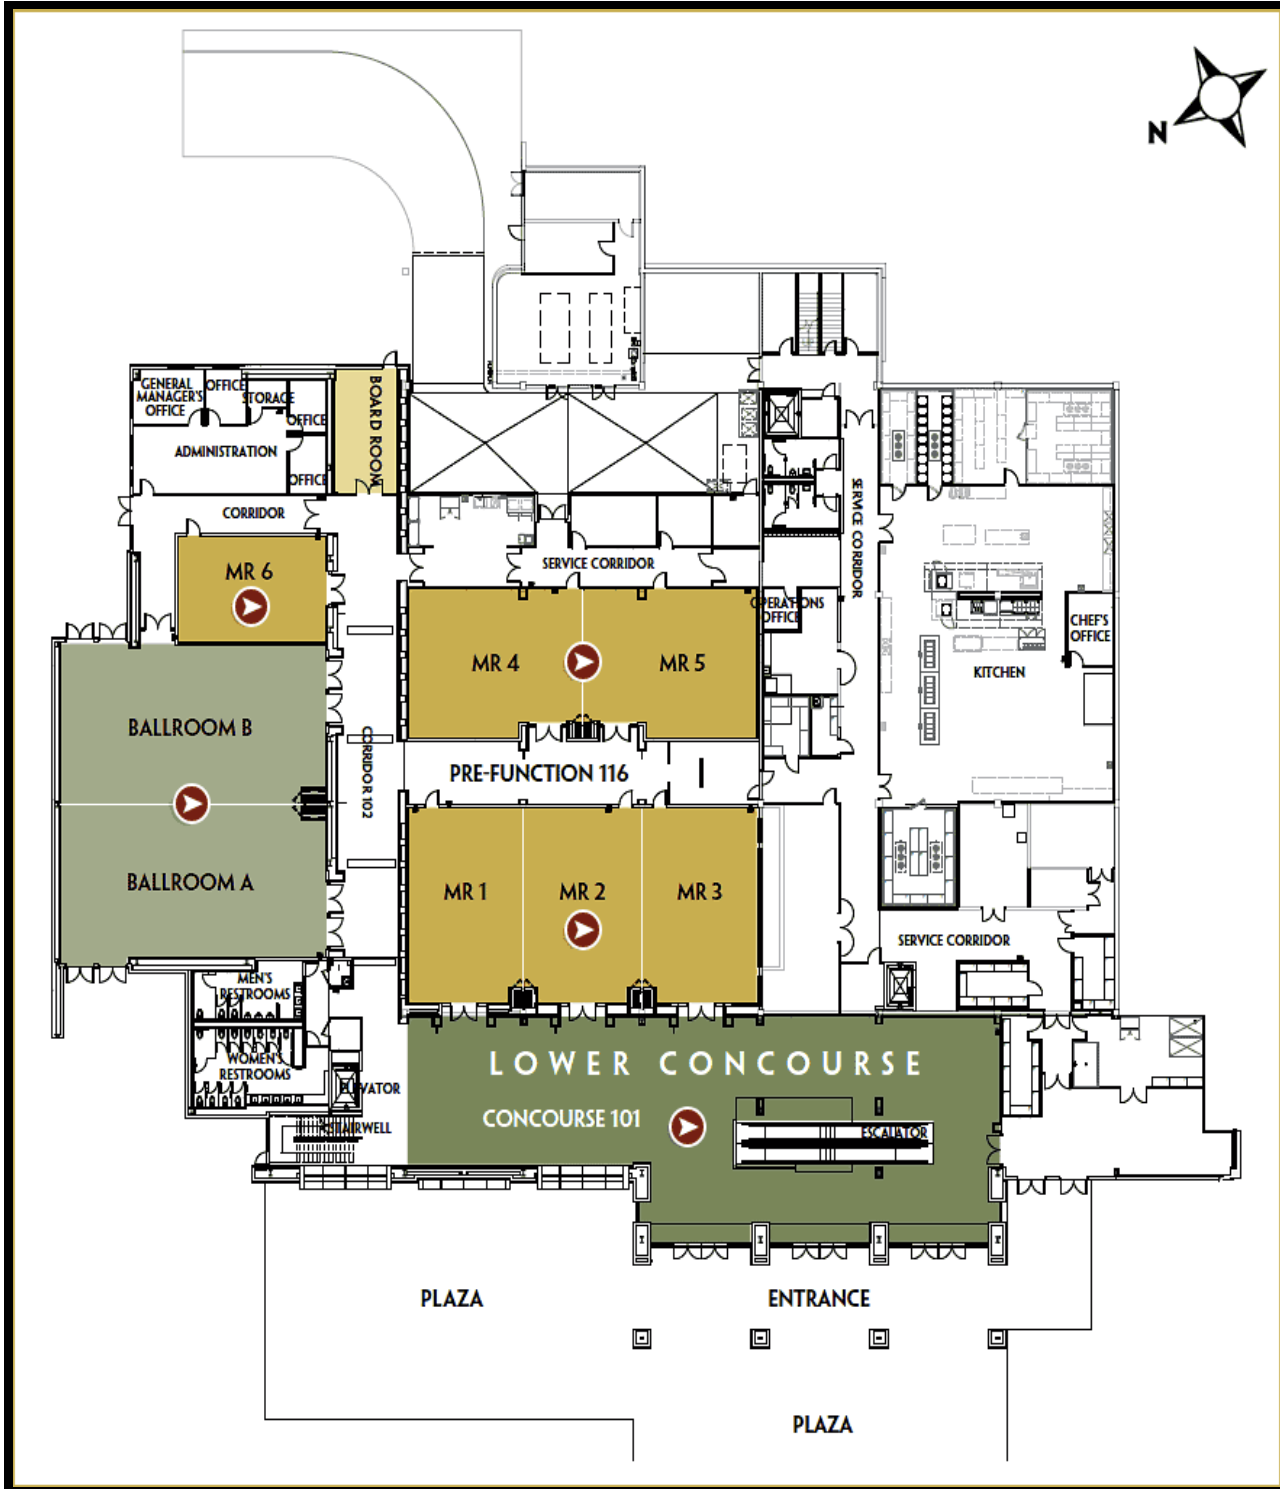 N
GENERAL
MANAGER'S
OFFICE
OFFICE
STORAGE
OFFICE
BOARD ROOM
ADMINISTRATION
OFFICE
CORRIDOR
SERVICE CORRIDOR
SERVICE CORRIDOR
MR 6
OPERATIONS
OFFICE
CHEF'S
OFFICE
MR 4
MR 5
KITCHEN
BALLROOM B
CORRIDOR 102
PRE-FUNCTION 116
BALLROOM A
MR 1
MR 2
MR 3
SERVICE CORRIDOR
MEN'S
RESTROOMS
WOMEN'S
RESTROOMS
LOWER CONCOURSE
ELEVATOR
CONCOURSE 101
STAIRWELL
ESCALATOR
PLAZA
ENTRANCE
PLAZA